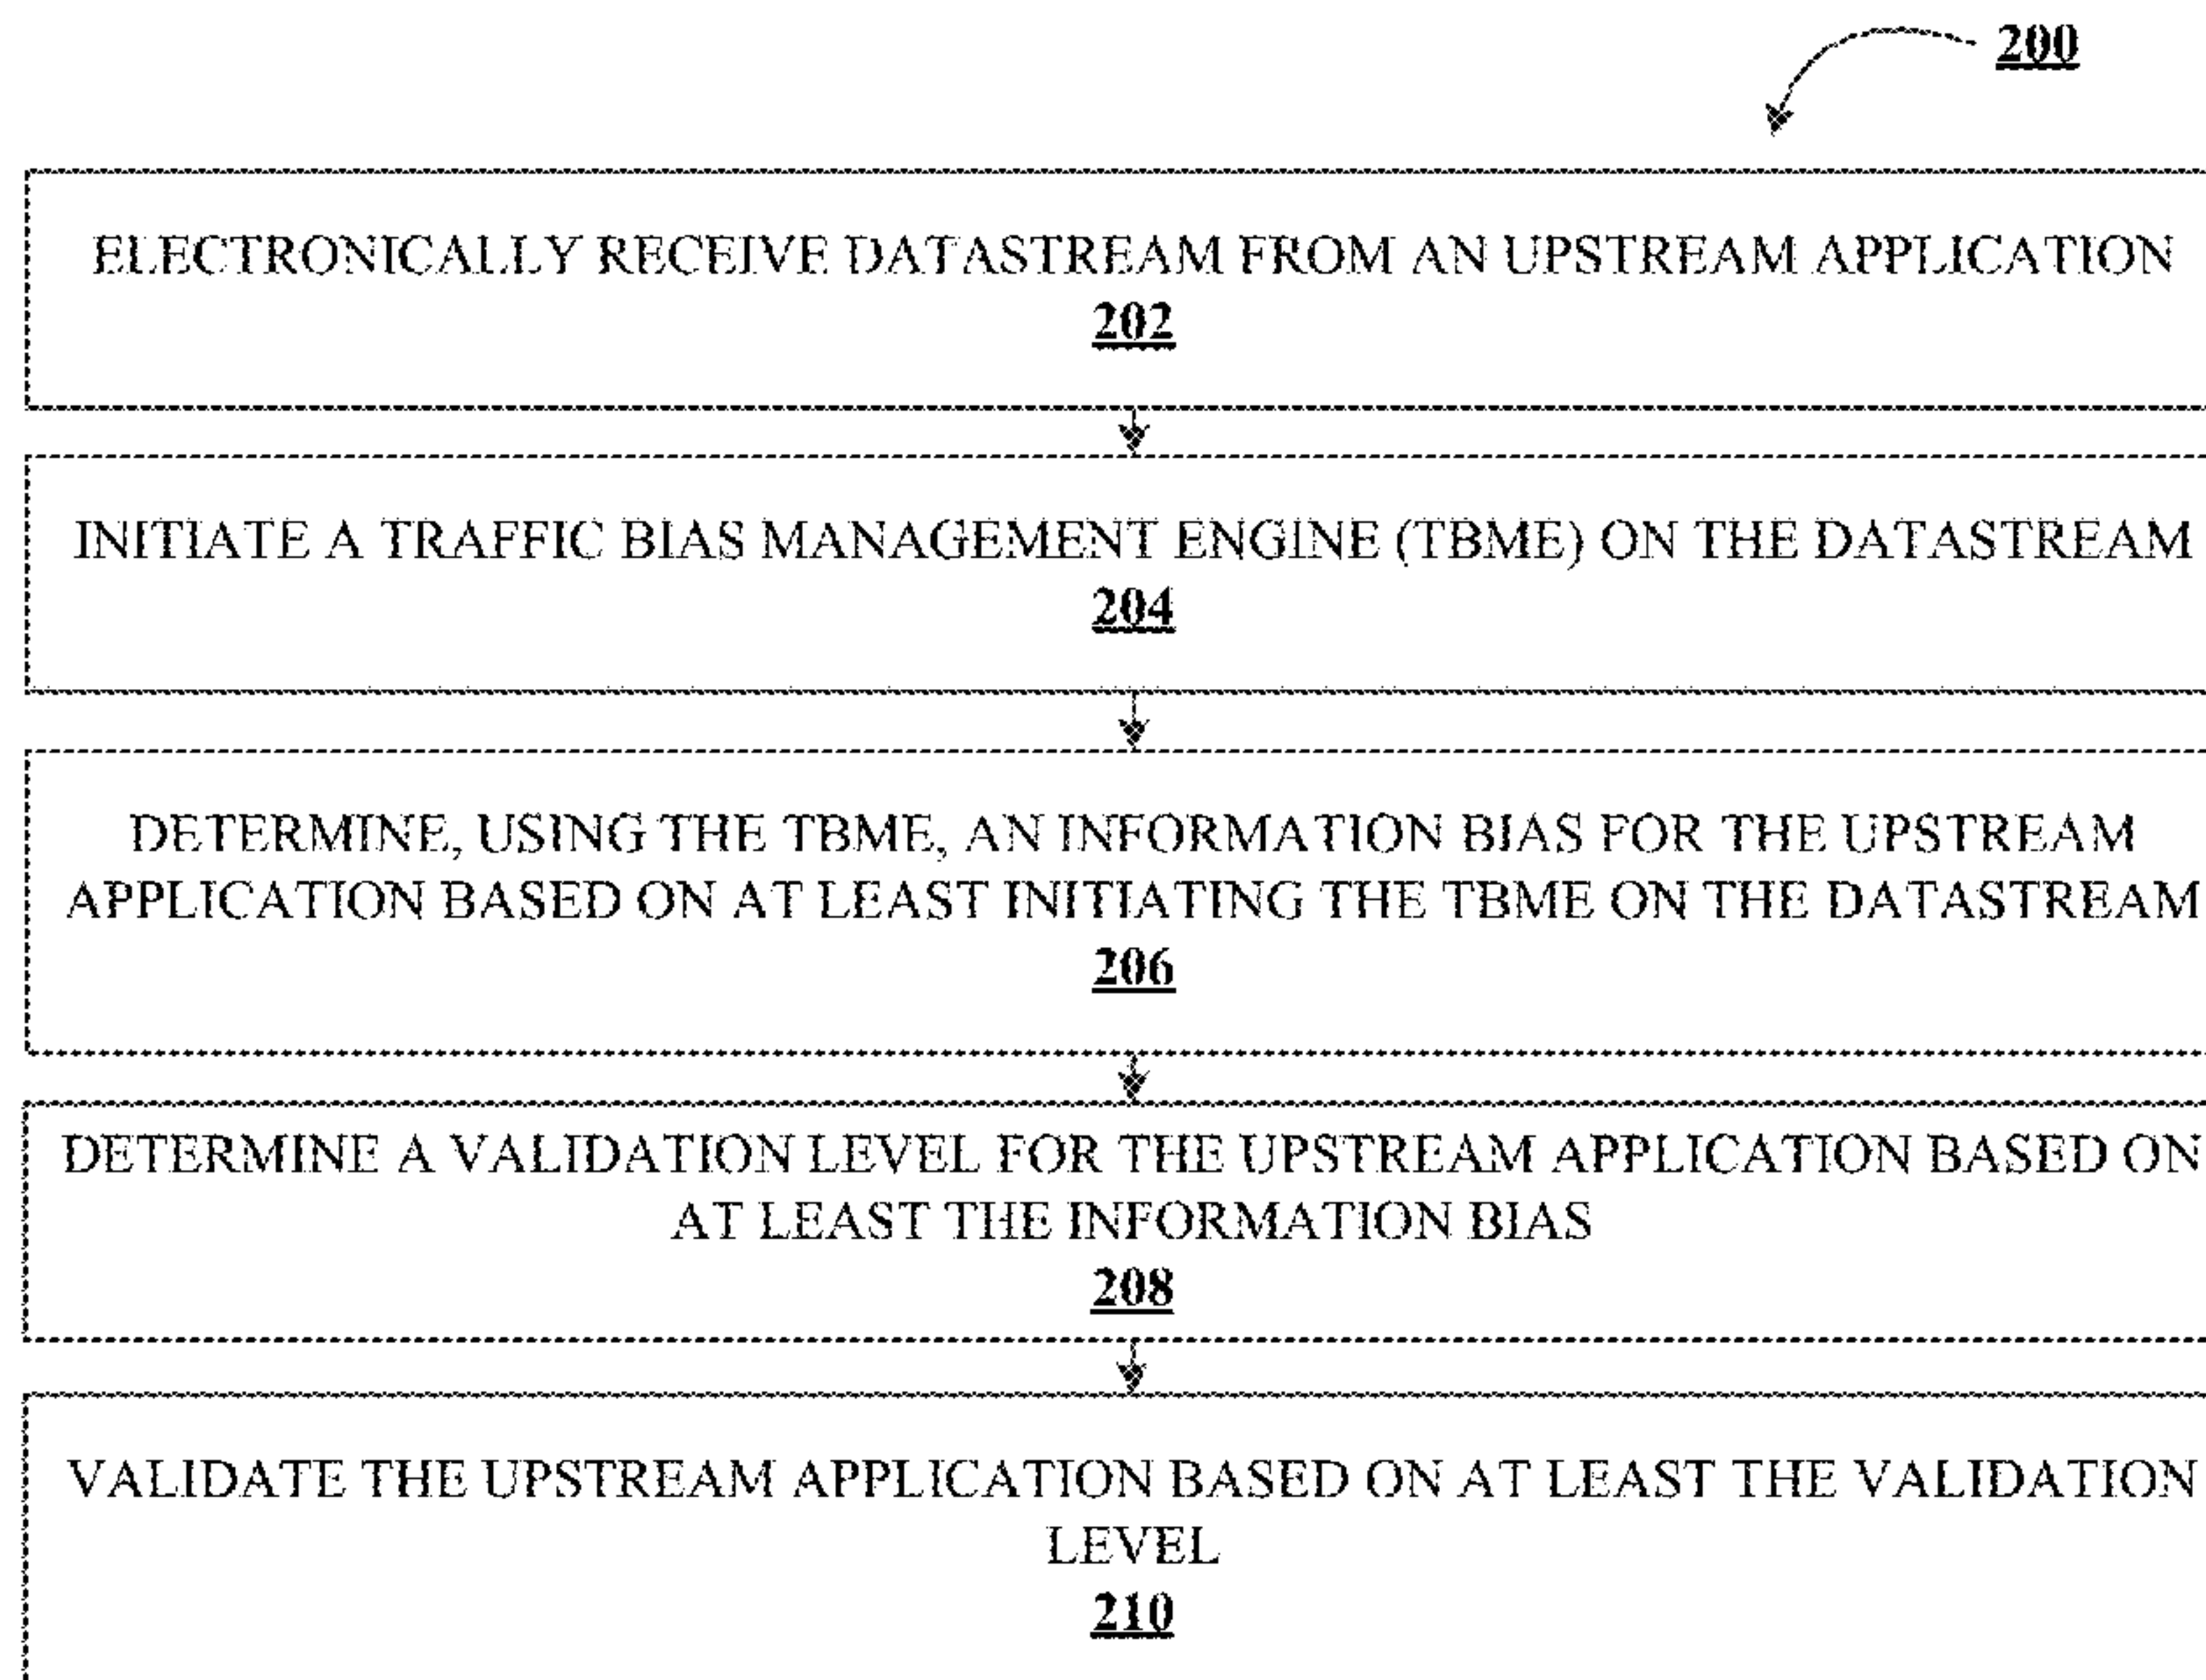 200
ELECTRONICALLY RECEIVE DATASTREAM FROM AN UPSTREAM APPLICATION
202
INITIATE A TRAFFIC BIAS MANAGEMENT ENGINE (TBME) ON THE DATASTREAM
204
DETERMINE, USING THE TBME, AN INFORMATION BIAS FOR THE UPSTREAM
APPLICATION BASED ON AT LEAST INITIATING THE TBME ON THE DATASTREAM
206
DETERMINE A VALIDATION LEVEL FOR THE UPSTREAM APPLICATION BASED ON
AT LEAST THE INFORMATION BIAS
208
VALIDATE THE UPSTREAM APPLICATION BASED ON AT LEAST THE VALIDATION
LEVEL
210